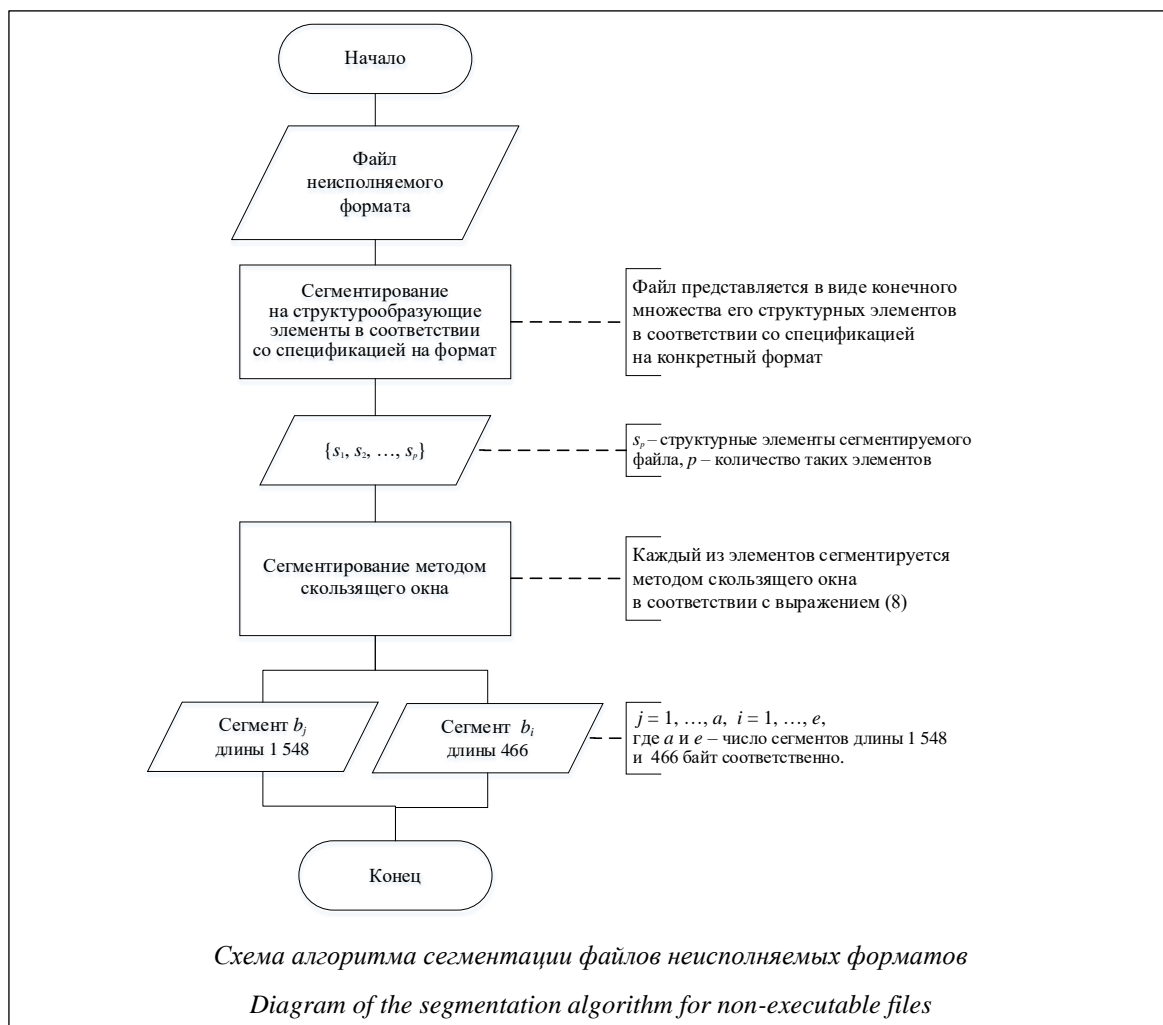 Начало
Файл
неисполняемого
формата
Сегментирование
на структурообразующие
элементы в соответствии
со спецификацией на формат
Файл представляется в виде конечного
множества его структурных элементов
в соответствии со спецификацией
на конкретный формат
{s₁, s₂, …, sₚ}
sₚ – структурные элементы сегментируемого
файла, p – количество таких элементов
Сегментирование методом
скользящего окна
Каждый из элементов сегментируется
методом скользящего окна
в соответствии с выражением (8)
Сегмент bⱼ
длины 1 548
Сегмент bᵢ
длины 466
j = 1, …, a, i = 1, …, e,
где a и e – число сегментов длины 1 548
и 466 байт соответственно.
Конец
Схема алгоритма сегментации файлов неисполняемых форматов
Diagram of the segmentation algorithm for non-executable files